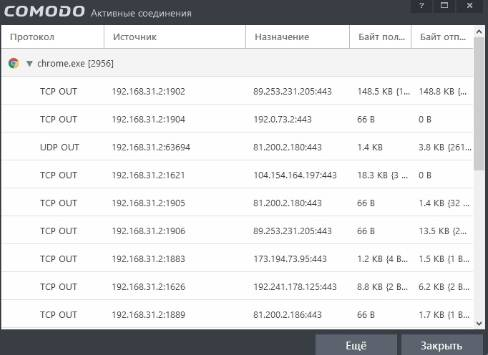 COMODO Активные соединения
Протокол Источник Назначение Байт пол... Байт отп...
chrome.exe [2956]
TCP OUT 192.168.31.2:1902 89.253.231.205:443 148.5 KB {1... 148.8 KB {...
TCP OUT 192.168.31.2:1904 192.0.73.2:443 66 B 0 B
UDP OUT 192.168.31.2:63694 81.200.2.180:443 1.4 KB 3.8 KB {261...
TCP OUT 192.168.31.2:1621 104.154.164.197:443 18.3 KB {3 ... 0 B
TCP OUT 192.168.31.2:1905 81.200.2.180:443 66 B 1.4 KB {32 ...
TCP OUT 192.168.31.2:1906 89.253.231.205:443 66 B 13.5 KB {2...
TCP OUT 192.168.31.2:1883 173.194.73.95:443 1.2 KB {4 B... 1.5 KB {1 B...
TCP OUT 192.168.31.2:1626 192.241.178.125:443 8.8 KB {2 B... 6.2 KB {2 B...
TCP OUT 192.168.31.2:1889 81.200.2.186:443 66 B 1.7 KB {1 B...
Ещё Закрыть